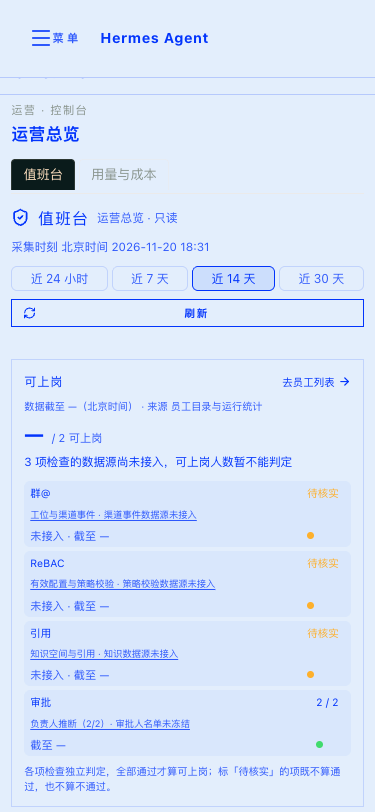 菜单 Hermes Agent
运营 · 控制台
运营总览
值班台 用量与成本
值班台 运营总览 · 只读
采集时刻 北京时间 2026-11-20 18:31
近 24 小时 近 7 天 近 14 天 近 30 天
刷新
可上岗 去员工列表 →
数据截至 —（北京时间） · 来源 员工目录与运行统计
— / 2 可上岗
3 项检查的数据源尚未接入，可上岗人数暂不能判定
群@ 待核实
工位与渠道事件 · 渠道事件数据源未接入
未接入 · 截至 —
ReBAC 待核实
有效配置与策略校验 · 策略校验数据源未接入
未接入 · 截至 —
引用 待核实
知识空间与引用 · 知识数据源未接入
未接入 · 截至 —
审批 2 / 2
负责人推断（2/2） · 审批人名单未冻结
截至 —
各项检查独立判定，全部通过才算可上岗；标「待核实」的项既不算通
过，也不算不通过。